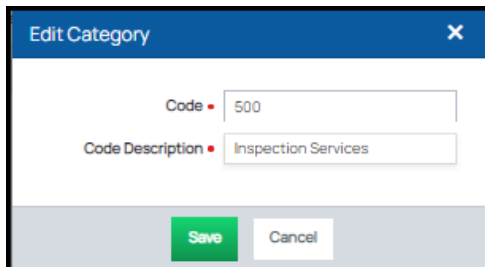 Edit Category
Code • 500
Code Description • Inspection Services
Save Cancel